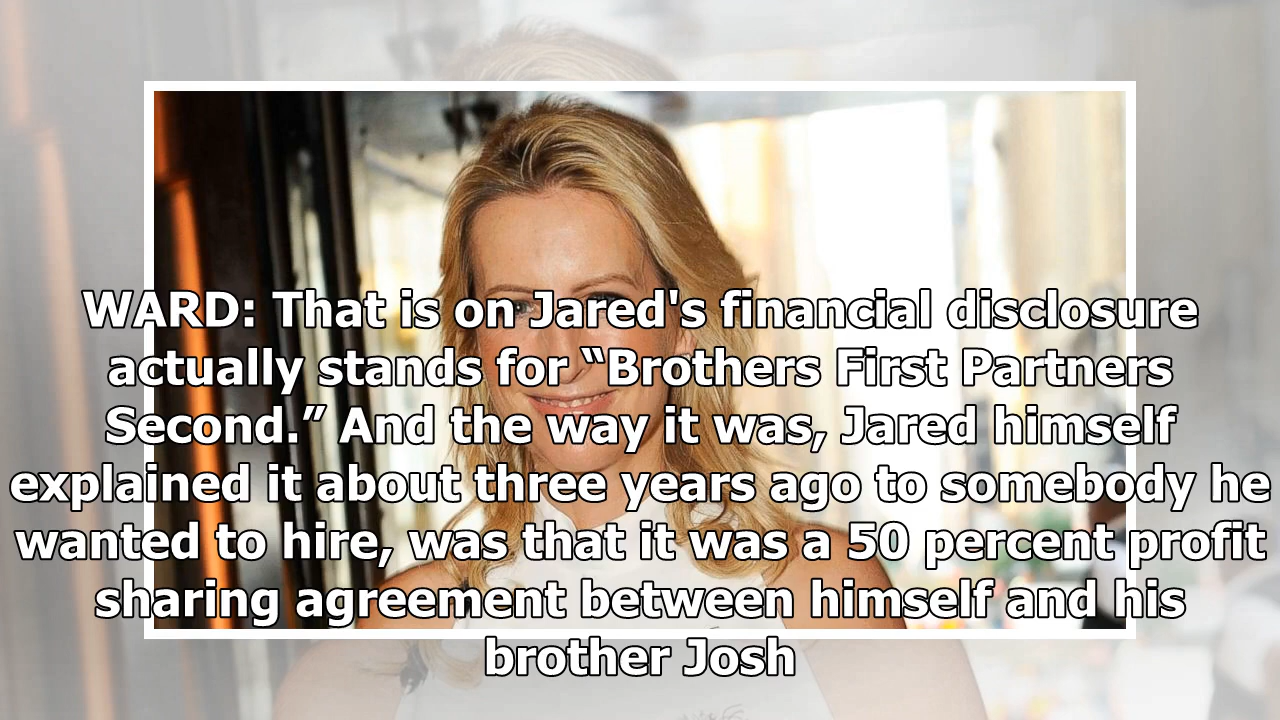 WARD: That is on Jared's financial disclosure
actually stands for “Brothers First Partners
Second.” And the way it was, Jared himself
explained it about three years ago to somebody he
wanted to hire, was that it was a 50 percent profit
sharing agreement between himself and his
brother Josh